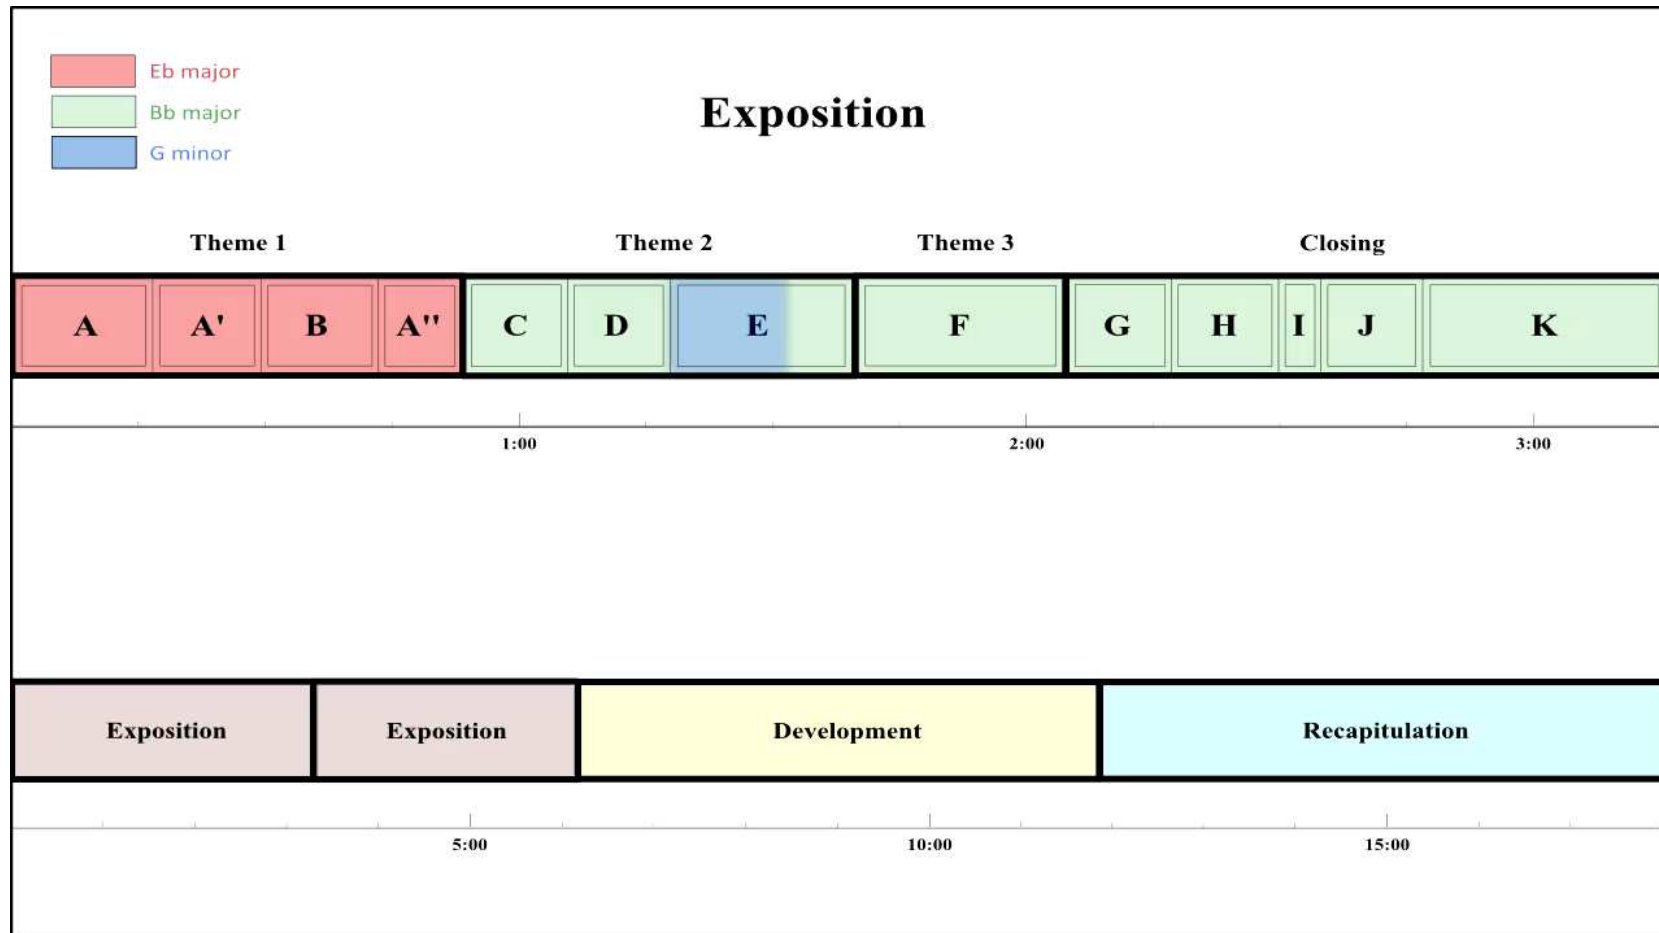 Eb major
Bb major
G minor
Exposition
Theme 1 Theme 2 Theme 3 Closing
A A' B A'' C D E F G H I J K
1:00 2:00 3:00
Exposition Exposition Development Recapitulation
5:00 10:00 15:00